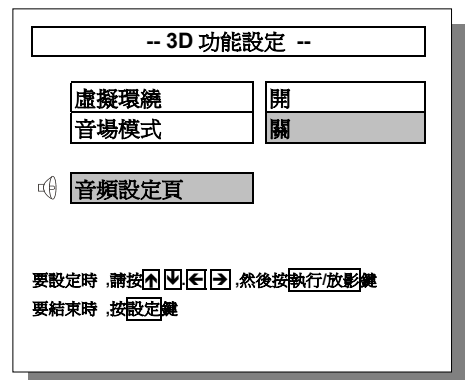 -- 3D 功能設定 --
虛擬環繞 開
音場模式 關
音頻設定頁
要設定時 ,請按↑ ↓.← → ,然後按執行/放影鍵
要結束時 ,按設定鍵